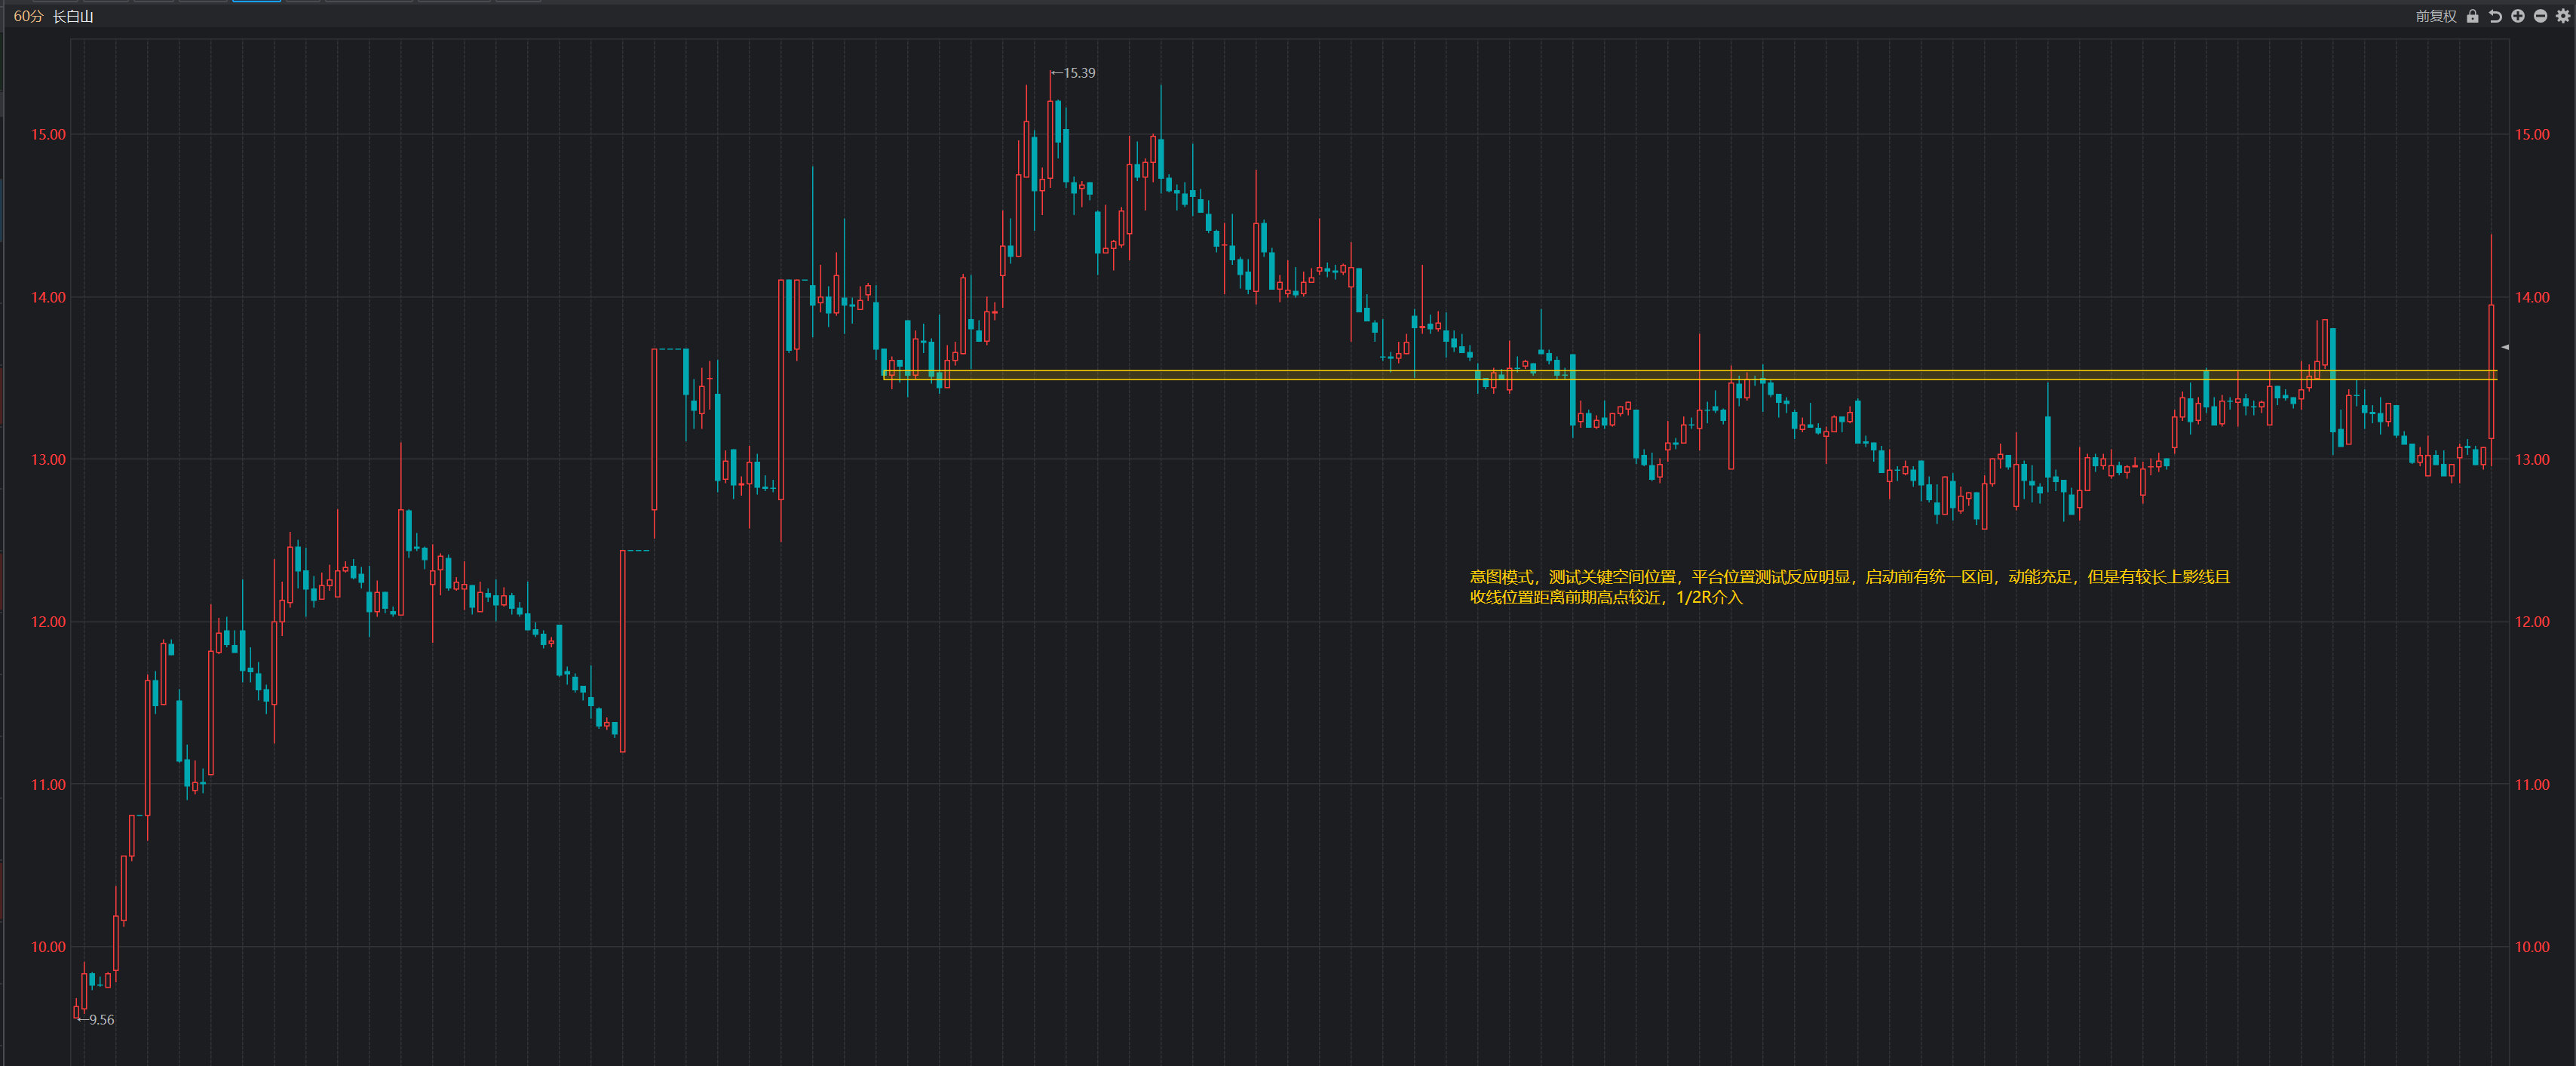 60分 长白山 前复权
←15.39
15.00 15.00
14.00 14.00
13.00 13.00
意图模式，测试关键空间位置，平台位置测试反应明显，启动前有统一区间，动能充足，但是有较长上影线且
收线位置距离前期高点较近，1/2R介入
12.00 12.00
11.00 11.00
10.00 10.00
←9.56